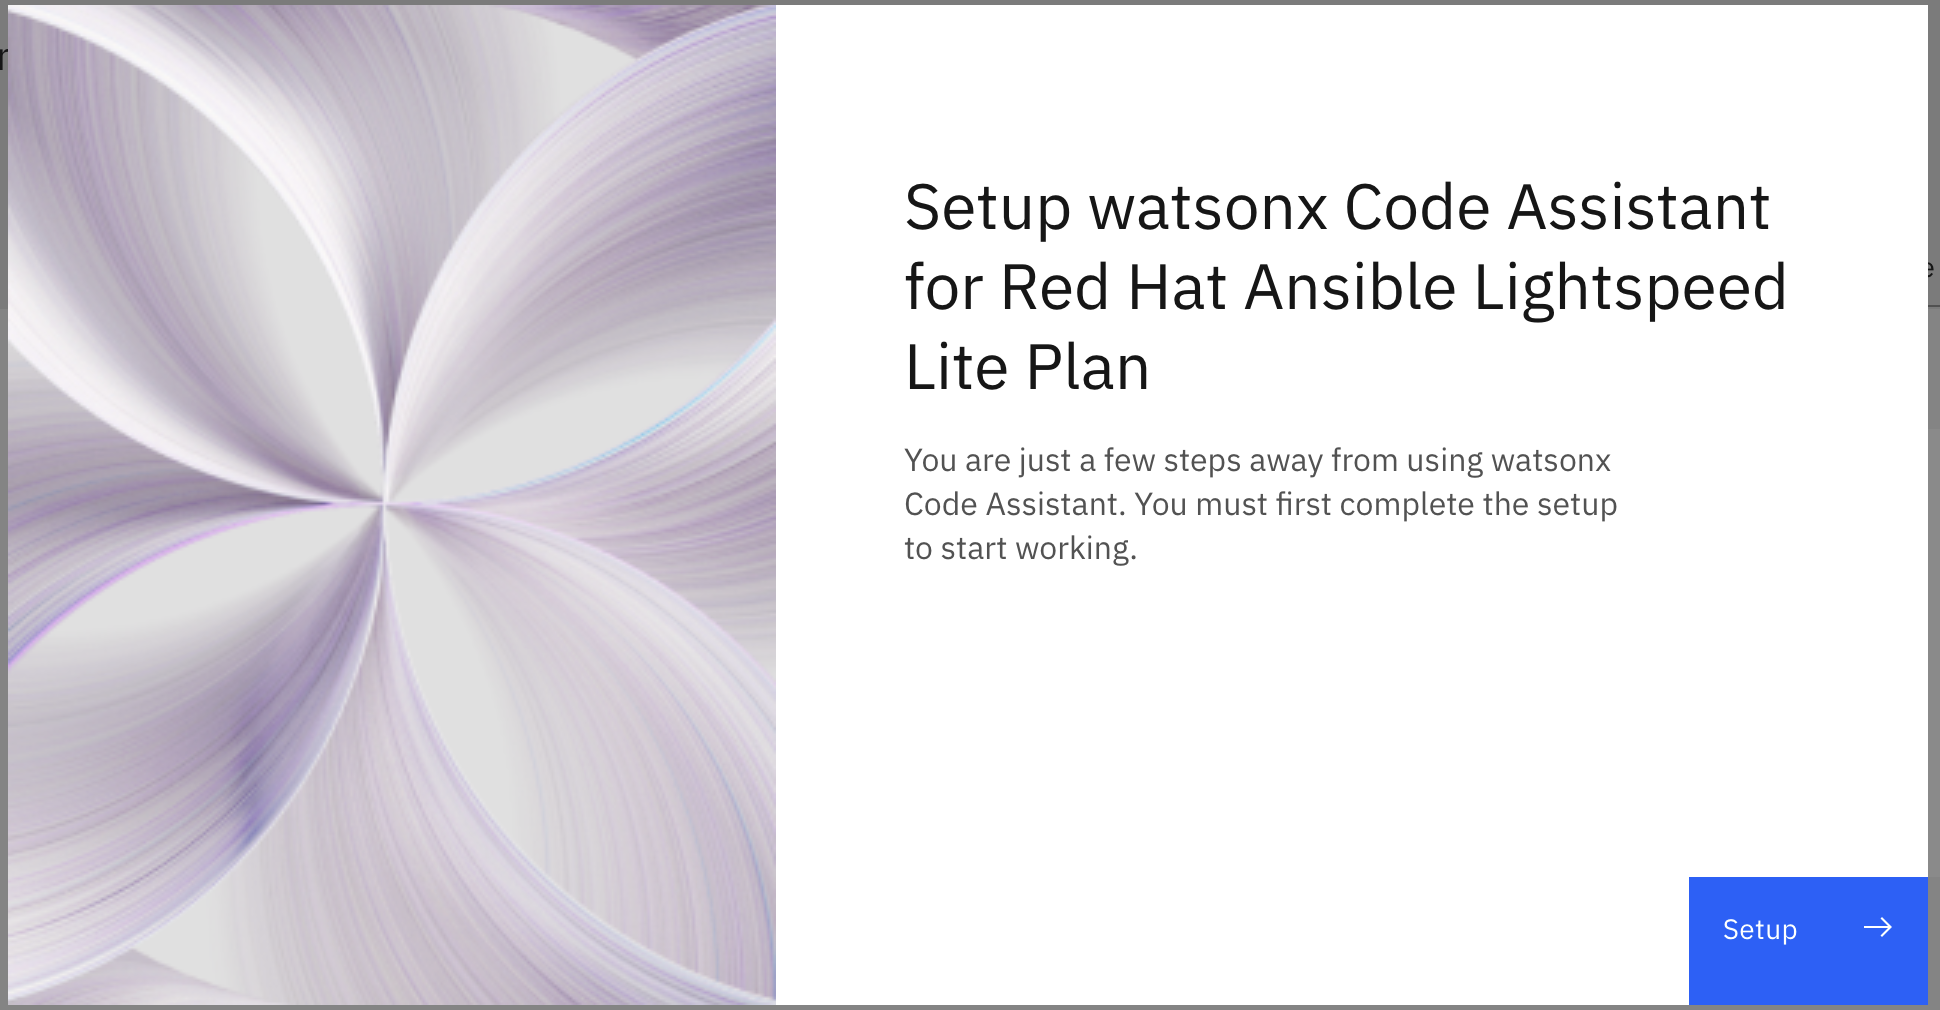 Setup watsonx Code Assistant
for Red Hat Ansible Lightspeed
Lite Plan
You are just a few steps away from using watsonx
Code Assistant. You must first complete the setup
to start working.
Setup